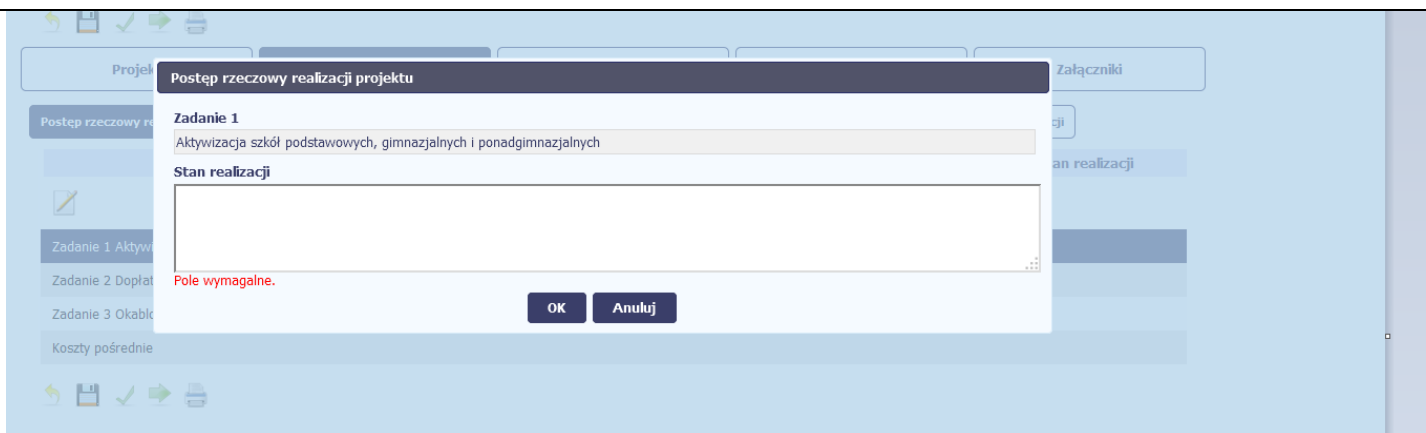 Projek
Załączniki
Postęp rzeczowy realizacji projektu
Postęp rzeczowy re
cji
Zadanie 1
Aktywizacja szkół podstawowych, gimnazjalnych i ponadgimnazjalnych
an realizacji
Stan realizacji
Zadanie 1 Aktywi
Zadanie 2 Dopłat
Pole wymagalne.
OK Anuluj
Zadanie 3 Okablo
Koszty pośrednie